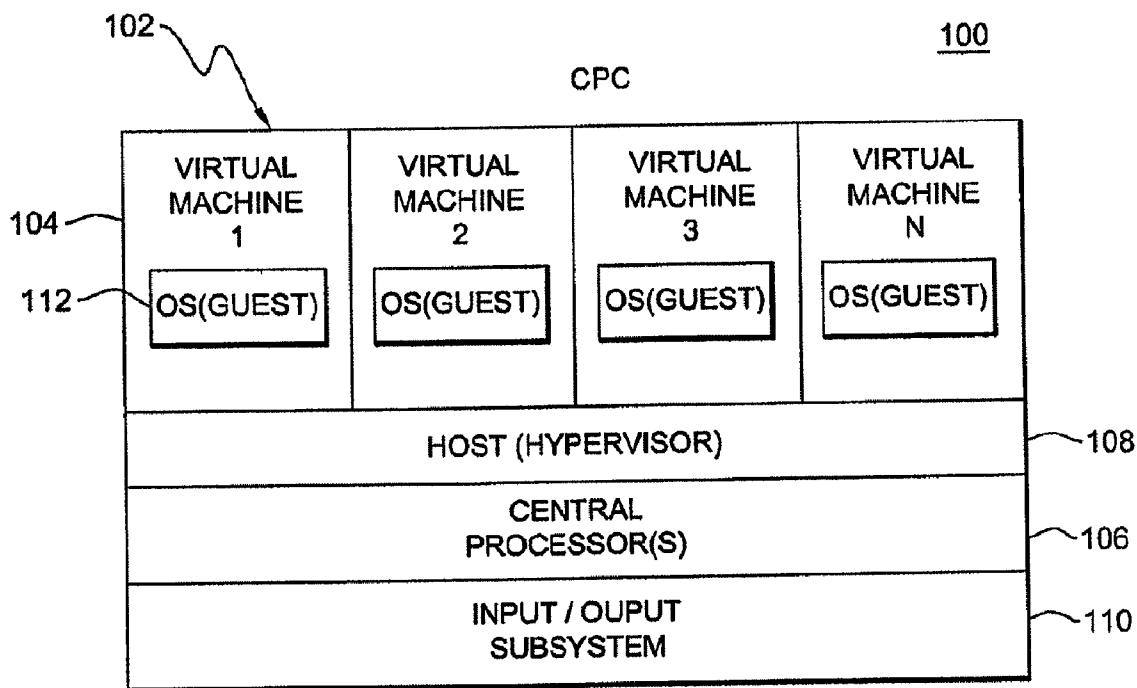 102
100
CPC
VIRTUAL
MACHINE
1
VIRTUAL
MACHINE
2
VIRTUAL
MACHINE
3
VIRTUAL
MACHINE
N
104
112
OS(GUEST)
OS(GUEST)
OS(GUEST)
OS(GUEST)
HOST (HYPERVISOR)
108
CENTRAL
PROCESSOR(S)
106
INPUT / OUPUT
SUBSYSTEM
110